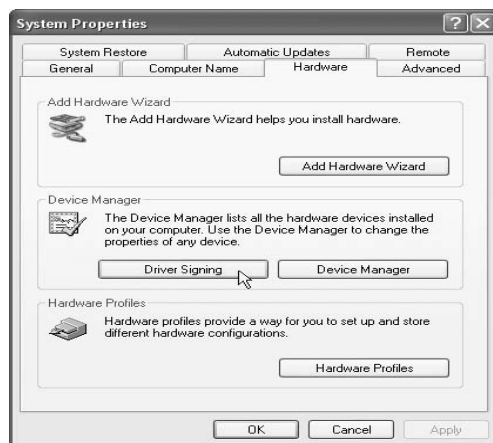 System Properties
System Restore Automatic Updates Remote
General Computer Name Hardware Advanced
Add Hardware Wizard
The Add Hardware Wizard helps you install hardware.
Add Hardware Wizard
Device Manager
The Device Manager lists all the hardware devices installed
on your computer. Use the Device Manager to change the
properties of any device.
Driver Signing Device Manager
Hardware Profiles
Hardware profiles provide a way for you to set up and store
different hardware configurations.
Hardware Profiles
OK Cancel Apply